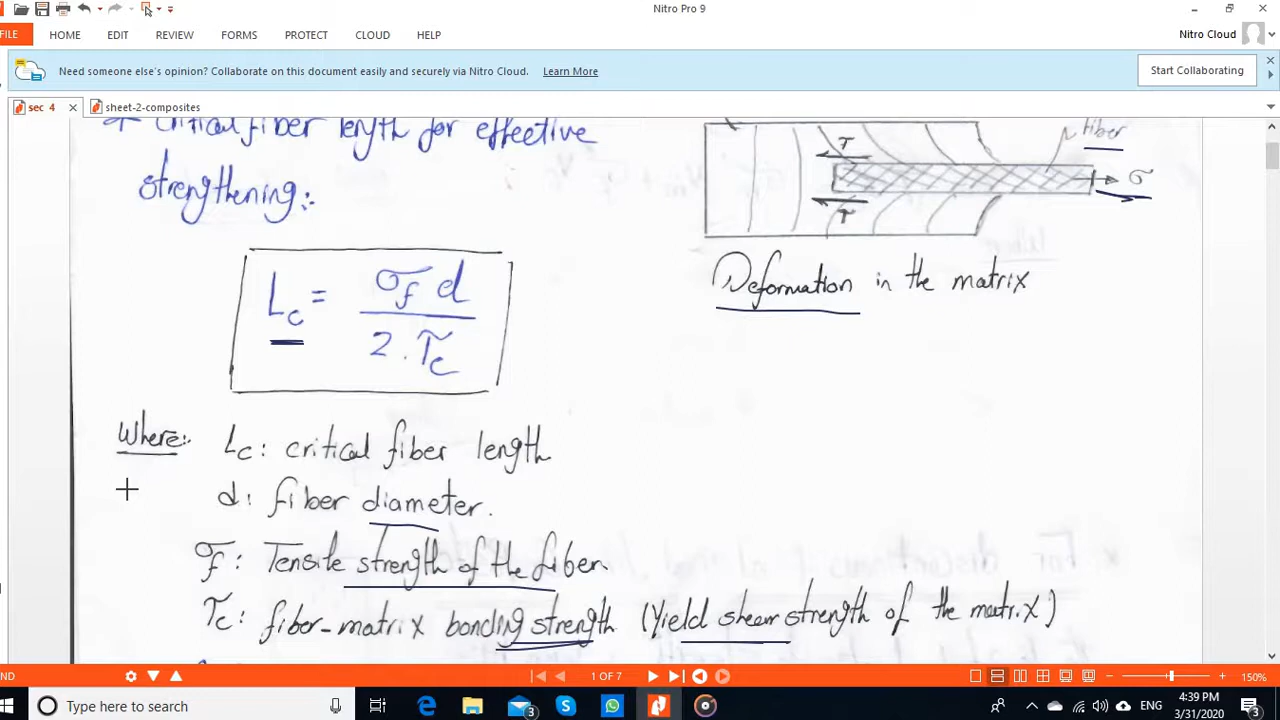 Nitro Pro 9
FILE HOME EDIT REVIEW FORMS PROTECT CLOUD HELP
Nitro Cloud
Need someone else's opinion? Collaborate on this document easily and securely via Nitro Cloud. Learn More
Start Collaborating
sec 4
sheet-2-composites
critical fiber length for effective
strengthening:
Lc = σf d
2 . τc
τ
τ
fiber
σ
Deformation in the matrix
Where: Lc: critical fiber length
d: fiber diameter.
σf: Tensile strength of the fiber
τc: fiber-matrix bonding strength (Yield shear strength of the matrix)
1 OF 7
150%
Type here to search
3
ENG
4:39 PM
3/31/2020
3